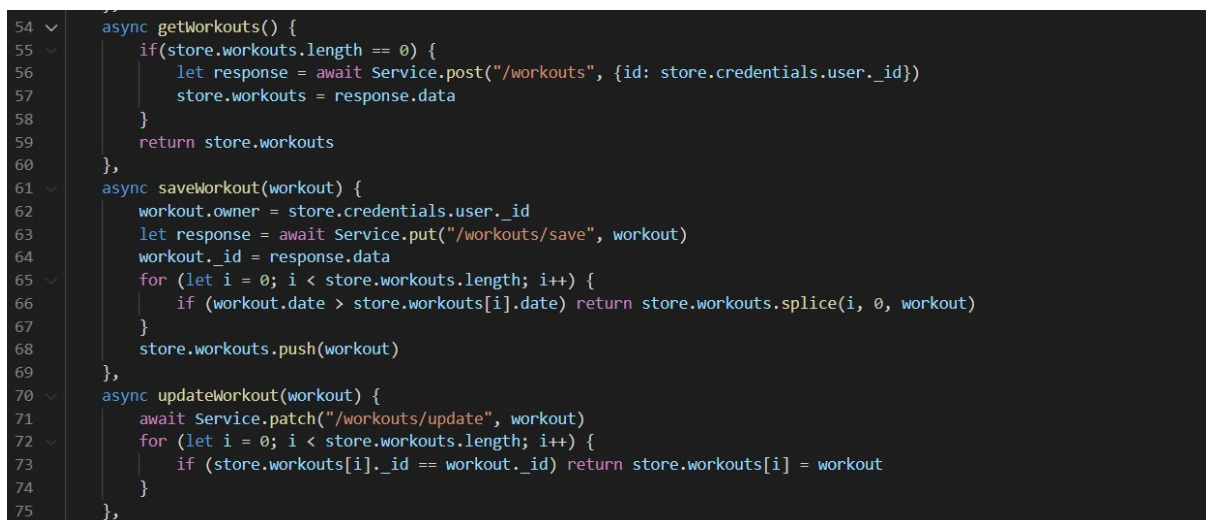 54 async getWorkouts() {
55 if(store.workouts.length == 0) {
56 let response = await Service.post("/workouts", {id: store.credentials.user._id})
57 store.workouts = response.data
58 }
59 return store.workouts
60 },
61 async saveWorkout(workout) {
62 workout.owner = store.credentials.user._id
63 let response = await Service.put("/workouts/save", workout)
64 workout._id = response.data
65 for (let i = 0; i < store.workouts.length; i++) {
66 if (workout.date > store.workouts[i].date) return store.workouts.splice(i, 0, workout)
67 }
68 store.workouts.push(workout)
69 },
70 async updateWorkout(workout) {
71 await Service.patch("/workouts/update", workout)
72 for (let i = 0; i < store.workouts.length; i++) {
73 if (store.workouts[i]._id == workout._id) return store.workouts[i] = workout
74 }
75 },